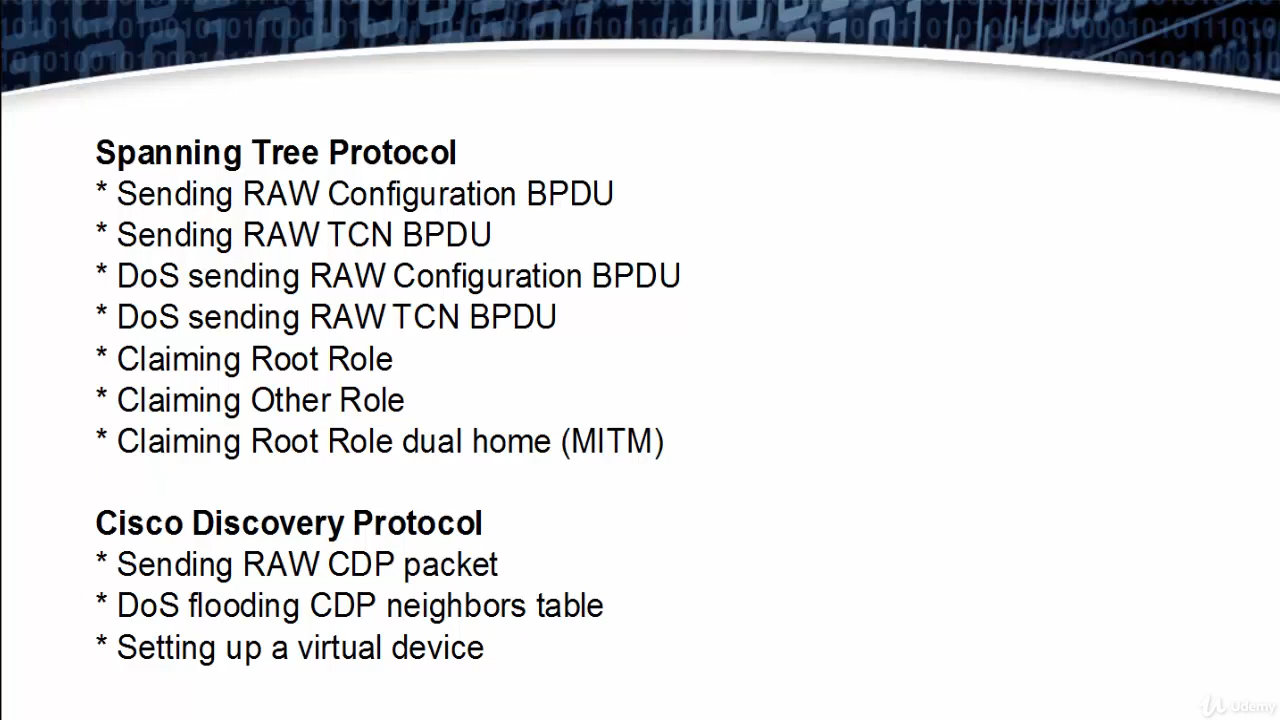 Spanning Tree Protocol
* Sending RAW Configuration BPDU
* Sending RAW TCN BPDU
* DoS sending RAW Configuration BPDU
* DoS sending RAW TCN BPDU
* Claiming Root Role
* Claiming Other Role
* Claiming Root Role dual home (MITM)
Cisco Discovery Protocol
* Sending RAW CDP packet
* DoS flooding CDP neighbors table
* Setting up a virtual device
Udemy